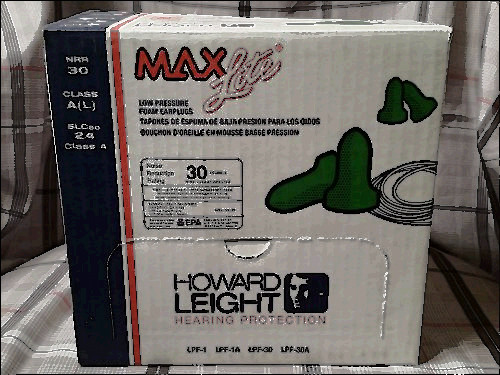 NRR
30
CLASS
A(L)
SLC80
24
Class 4
MAX Lite®
LOW PRESSURE
FOAM EARPLUGS
TAPONES DE ESPUMA DE BAJA PRESION PARA LOS OIDOS
BOUCHON D'OREILLE EN MOUSSE BASSE PRESSION
Noise
Reduction
Rating
30
EPA
HOWARD
LEIGHT
HEARING PROTECTION
LPF-1 LPF-1A LPF-30 LPF-30A